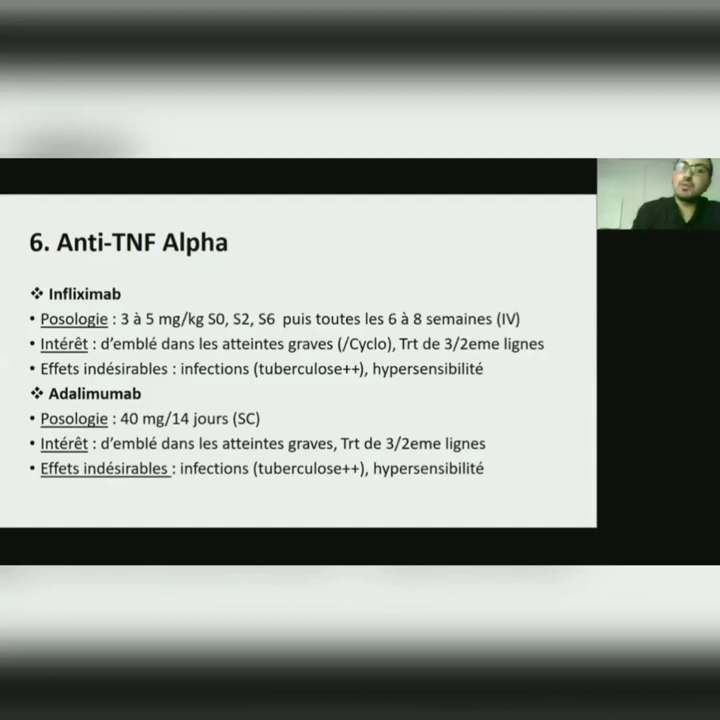 6. Anti-TNF Alpha
❖ Infliximab
• Posologie : 3 à 5 mg/kg S0, S2, S6 puis toutes les 6 à 8 semaines (IV)
• Intérêt : d’emblé dans les atteintes graves (/Cyclo), Trt de 3/2eme lignes
• Effets indésirables : infections (tuberculose++), hypersensibilité
❖ Adalimumab
• Posologie : 40 mg/14 jours (SC)
• Intérêt : d’emblé dans les atteintes graves, Trt de 3/2eme lignes
• Effets indésirables : infections (tuberculose++), hypersensibilité